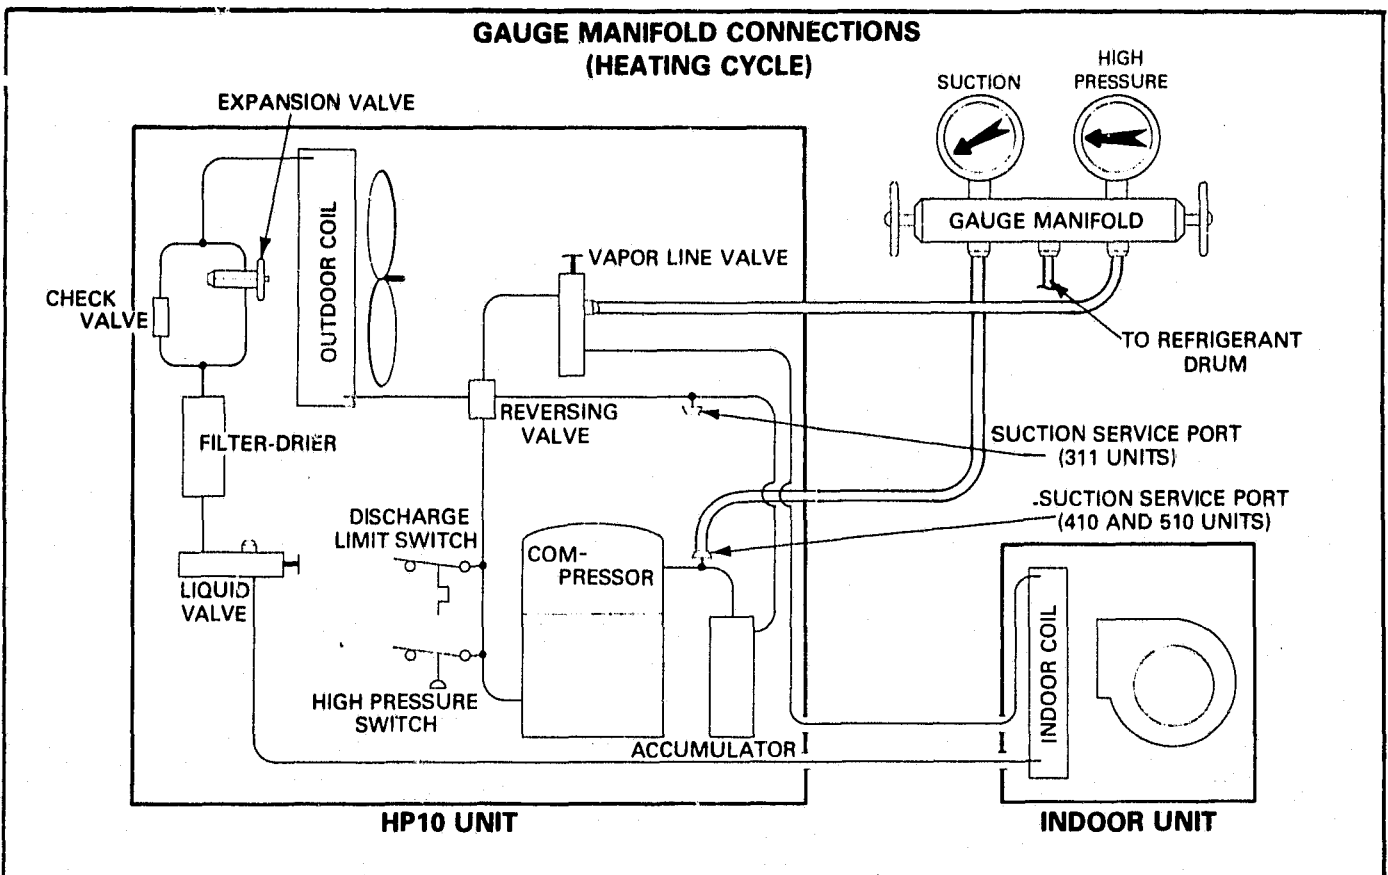 GAUGE MANIFOLD CONNECTIONS
(HEATING CYCLE)
EXPANSION VALVE
SUCTION
HIGH
PRESSURE
GAUGE MANIFOLD
OUTDOOR COIL
VAPOR LINE VALVE
CHECK
VALVE
TO REFRIGERANT
DRUM
REVERSING
VALVE
FILTER-DRIER
SUCTION SERVICE PORT
(311 UNITS)
SUCTION SERVICE PORT
(410 AND 510 UNITS)
DISCHARGE
LIMIT SWITCH
COM-
PRESSOR
LIQUID
VALVE
INDOOR COIL
HIGH PRESSURE
SWITCH
ACCUMULATOR
HP10 UNIT
INDOOR UNIT